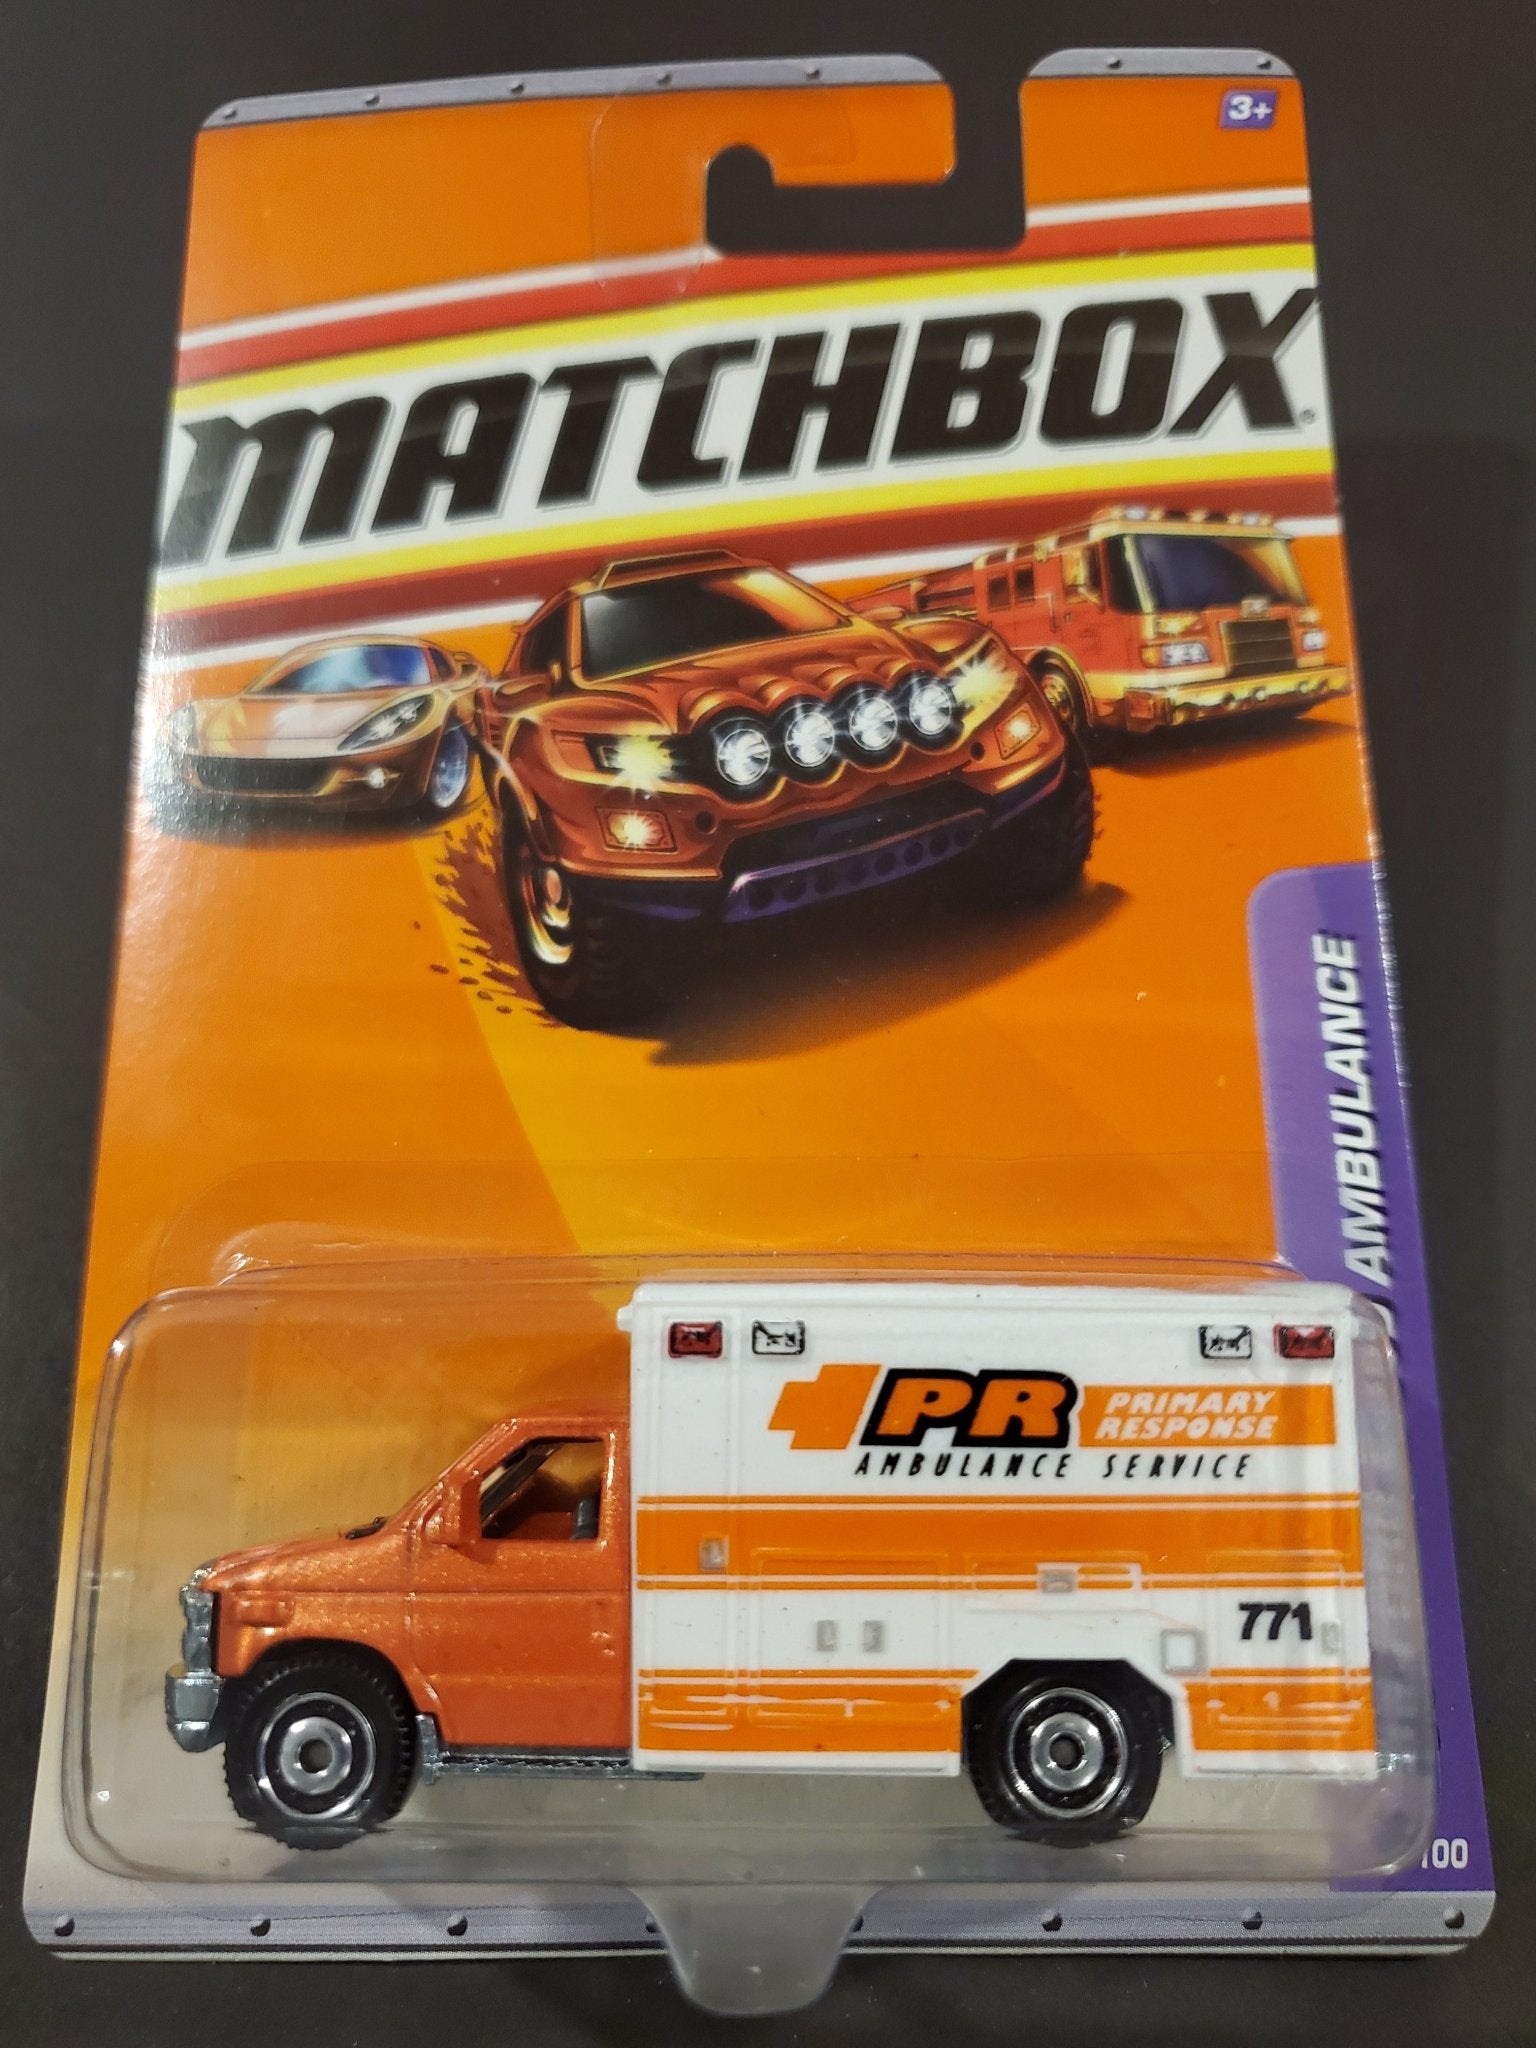 3+
MATCHBOX
AMBULANCE
PR PRIMARY
RESPONSE
AMBULANCE SERVICE
771
100